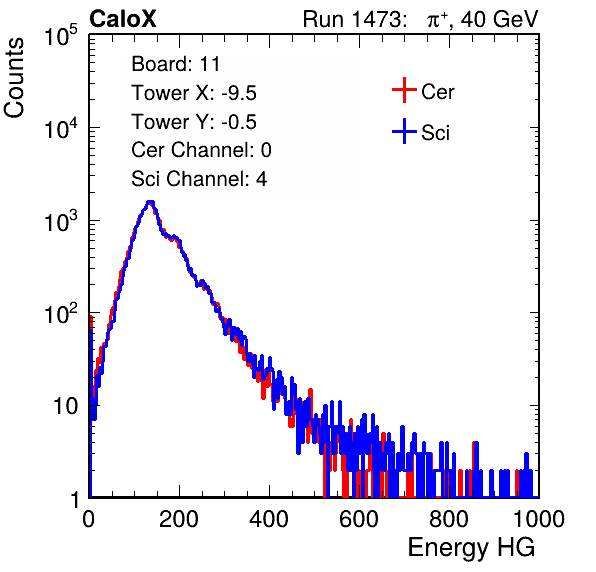 CaloX Run 1473: π⁺, 40 GeV
Counts
Board: 11
Tower X: -9.5
Tower Y: -0.5
Cer Channel: 0
Sci Channel: 4
Cer
Sci
10⁵
10⁴
10³
10²
10
1
0 200 400 600 800 1000
Energy HG